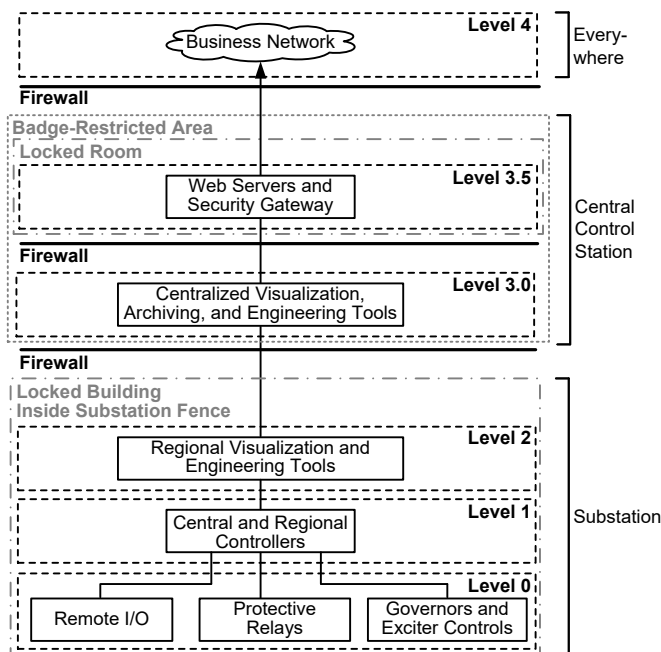 Level 4
Every-
where
Business Network
Firewall
Badge-Restricted Area
Locked Room
Level 3.5
Web Servers and
Security Gateway
Central
Control
Station
Firewall
Level 3.0
Centralized Visualization,
Archiving, and Engineering Tools
Firewall
Locked Building
Inside Substation Fence
Level 2
Regional Visualization and
Engineering Tools
Level 1
Central and Regional
Controllers
Substation
Level 0
Remote I/O
Protective
Relays
Governors and
Exciter Controls